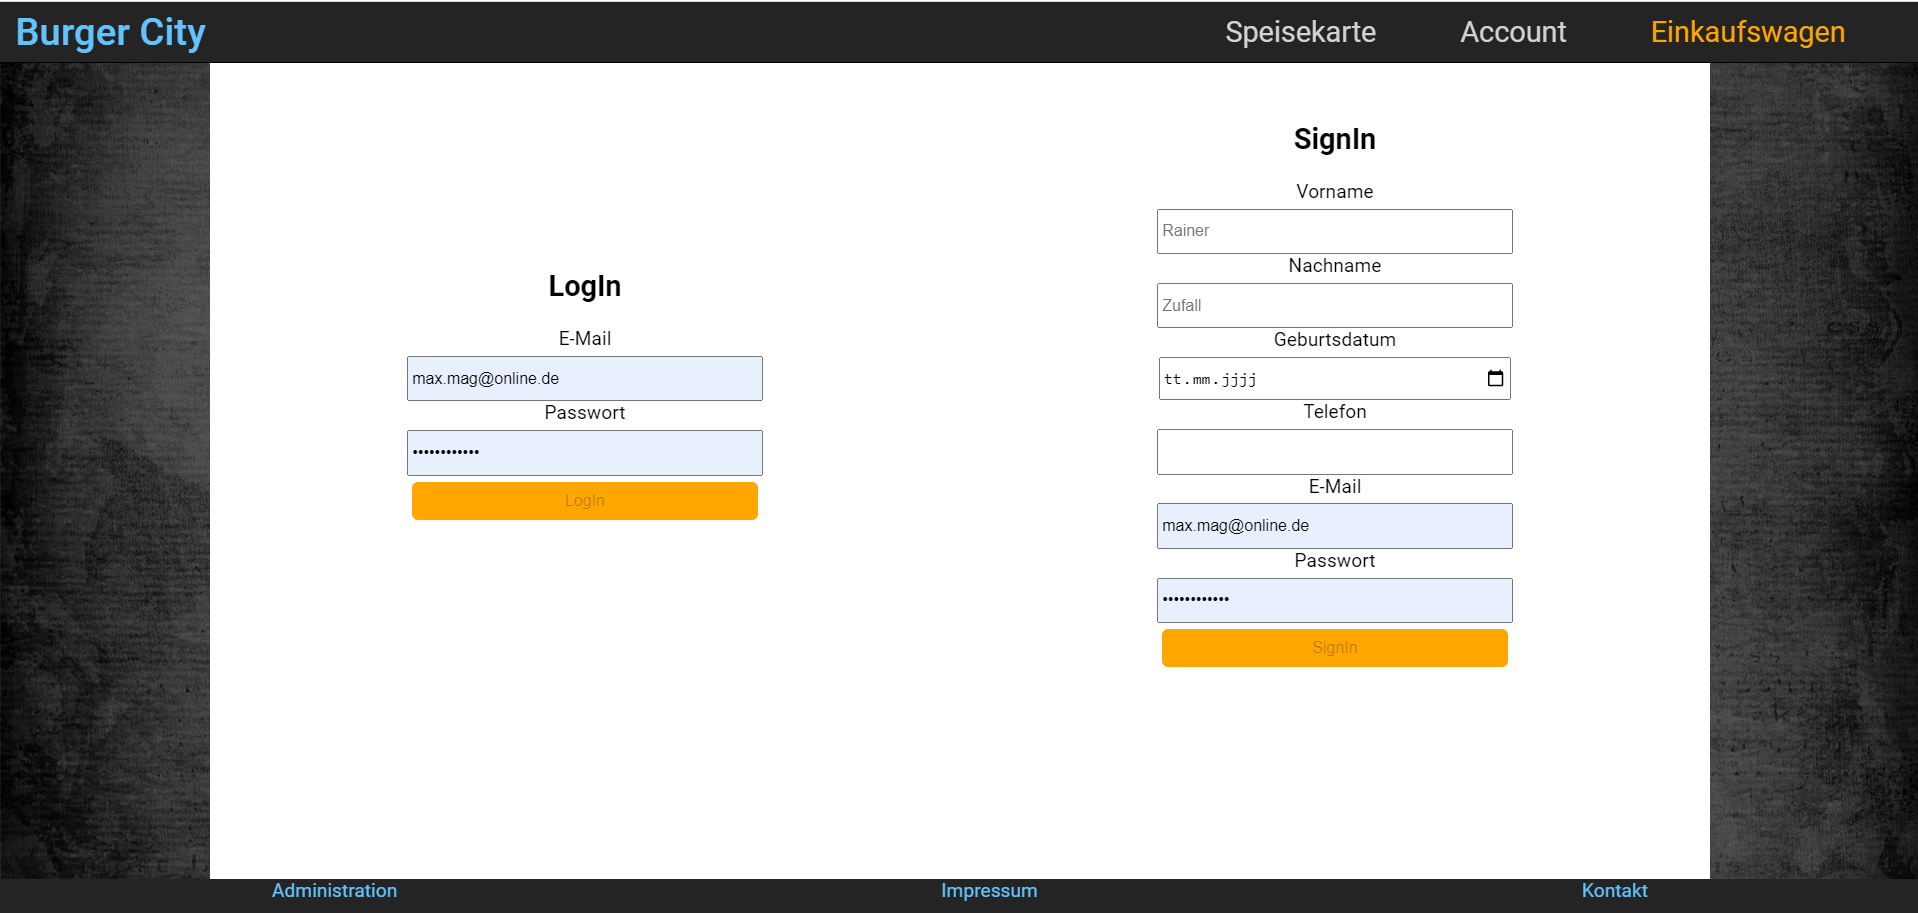 Burger City
Speisekarte
Account
Einkaufswagen
LogIn
E-Mail
max.mag@online.de
Passwort
••••••••••••
LogIn
SignIn
Vorname
Rainer
Nachname
Zufall
Geburtsdatum
tt.mm.jjjj
Telefon
E-Mail
max.mag@online.de
Passwort
••••••••••••
SignIn
Administration
Impressum
Kontakt